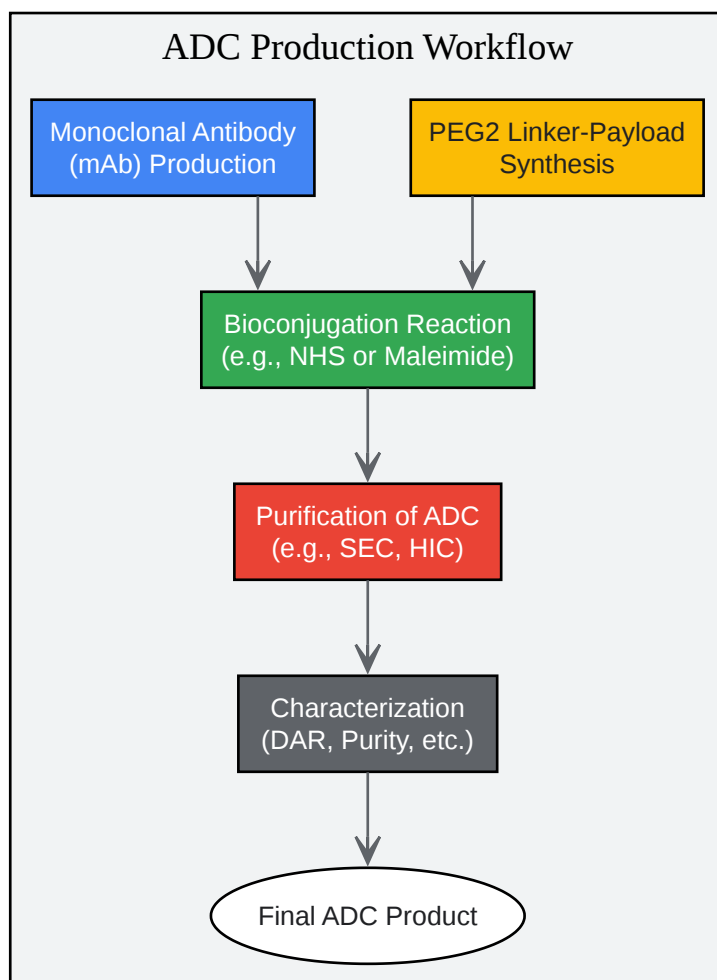 ADC Production Workflow
Monoclonal Antibody
(mAb) Production
PEG2 Linker-Payload
Synthesis
Bioconjugation Reaction
(e.g., NHS or Maleimide)
Purification of ADC
(e.g., SEC, HIC)
Characterization
(DAR, Purity, etc.)
Final ADC Product